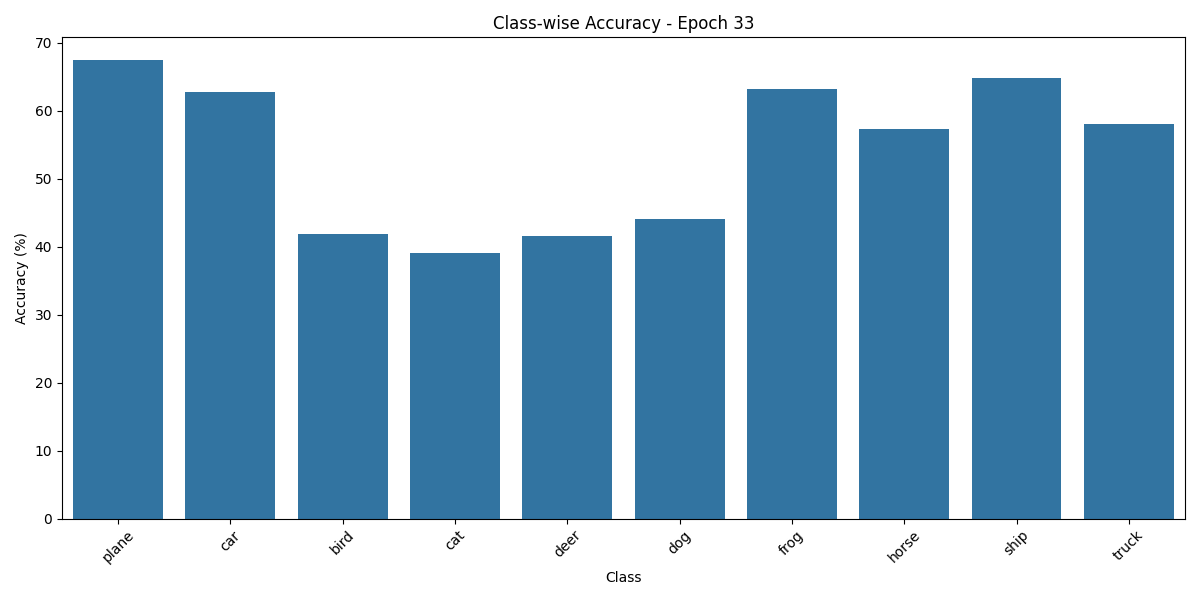 Class-wise Accuracy - Epoch 33
Accuracy (%)
70
60
50
40
30
20
10
0
plane
car
bird
cat
deer
dog
frog
horse
ship
truck
Class